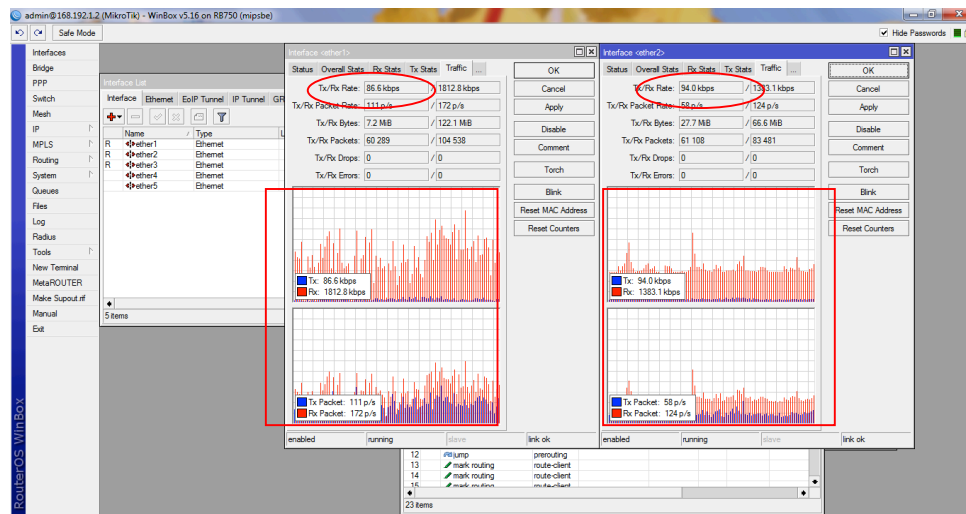 admin@168.192.1.2 (MikroTik) - WinBox v5.16 on RB750 (mipsbe)
Safe Mode
Hide Passwords
Interfaces
Bridge
PPP
Switch
Mesh
IP
MPLS
Routing
System
Queues
Files
Log
Radius
Tools
New Terminal
MetaROUTER
Make Supout.rif
Manual
Exit
RouterOS WinBox
Interface List
Interface Ethernet EoIP Tunnel IP Tunnel GR
Name / Type L
R ether1 Ethernet
R ether2 Ethernet
R ether3 Ethernet
ether4 Ethernet
ether5 Ethernet
5 items
Interface <ether1>
Status Overall Stats Rx Stats Tx Stats Traffic ...
Tx/Rx Rate: 86.6 kbps / 1812.8 kbps
Tx/Rx Packet Rate: 111 p/s / 172 p/s
Tx/Rx Bytes: 7.2 MiB / 122.1 MiB
Tx/Rx Packets: 60 289 / 104 538
Tx/Rx Drops: 0 / 0
Tx/Rx Errors: 0 / 0
Tx: 86.6 kbps
Rx: 1812.8 kbps
Tx Packet: 111 p/s
Rx Packet: 172 p/s
OK
Cancel
Apply
Disable
Comment
Torch
Blink
Reset MAC Address
Reset Counters
enabled running slave link ok
Interface <ether2>
Status Overall Stats Rx Stats Tx Stats Traffic ...
Tx/Rx Rate: 94.0 kbps / 1383.1 kbps
Tx/Rx Packet Rate: 58 p/s / 124 p/s
Tx/Rx Bytes: 27.7 MiB / 66.6 MiB
Tx/Rx Packets: 61 108 / 83 481
Tx/Rx Drops: 0 / 0
Tx/Rx Errors: 0 / 0
Tx: 94.0 kbps
Rx: 1383.1 kbps
Tx Packet: 58 p/s
Rx Packet: 124 p/s
OK
Cancel
Apply
Disable
Comment
Torch
Blink
Reset MAC Address
Reset Counters
enabled running slave link ok
12 jump prerouting
13 mark routing route-client
14 mark routing route-client
15 mark routing route-client
23 items